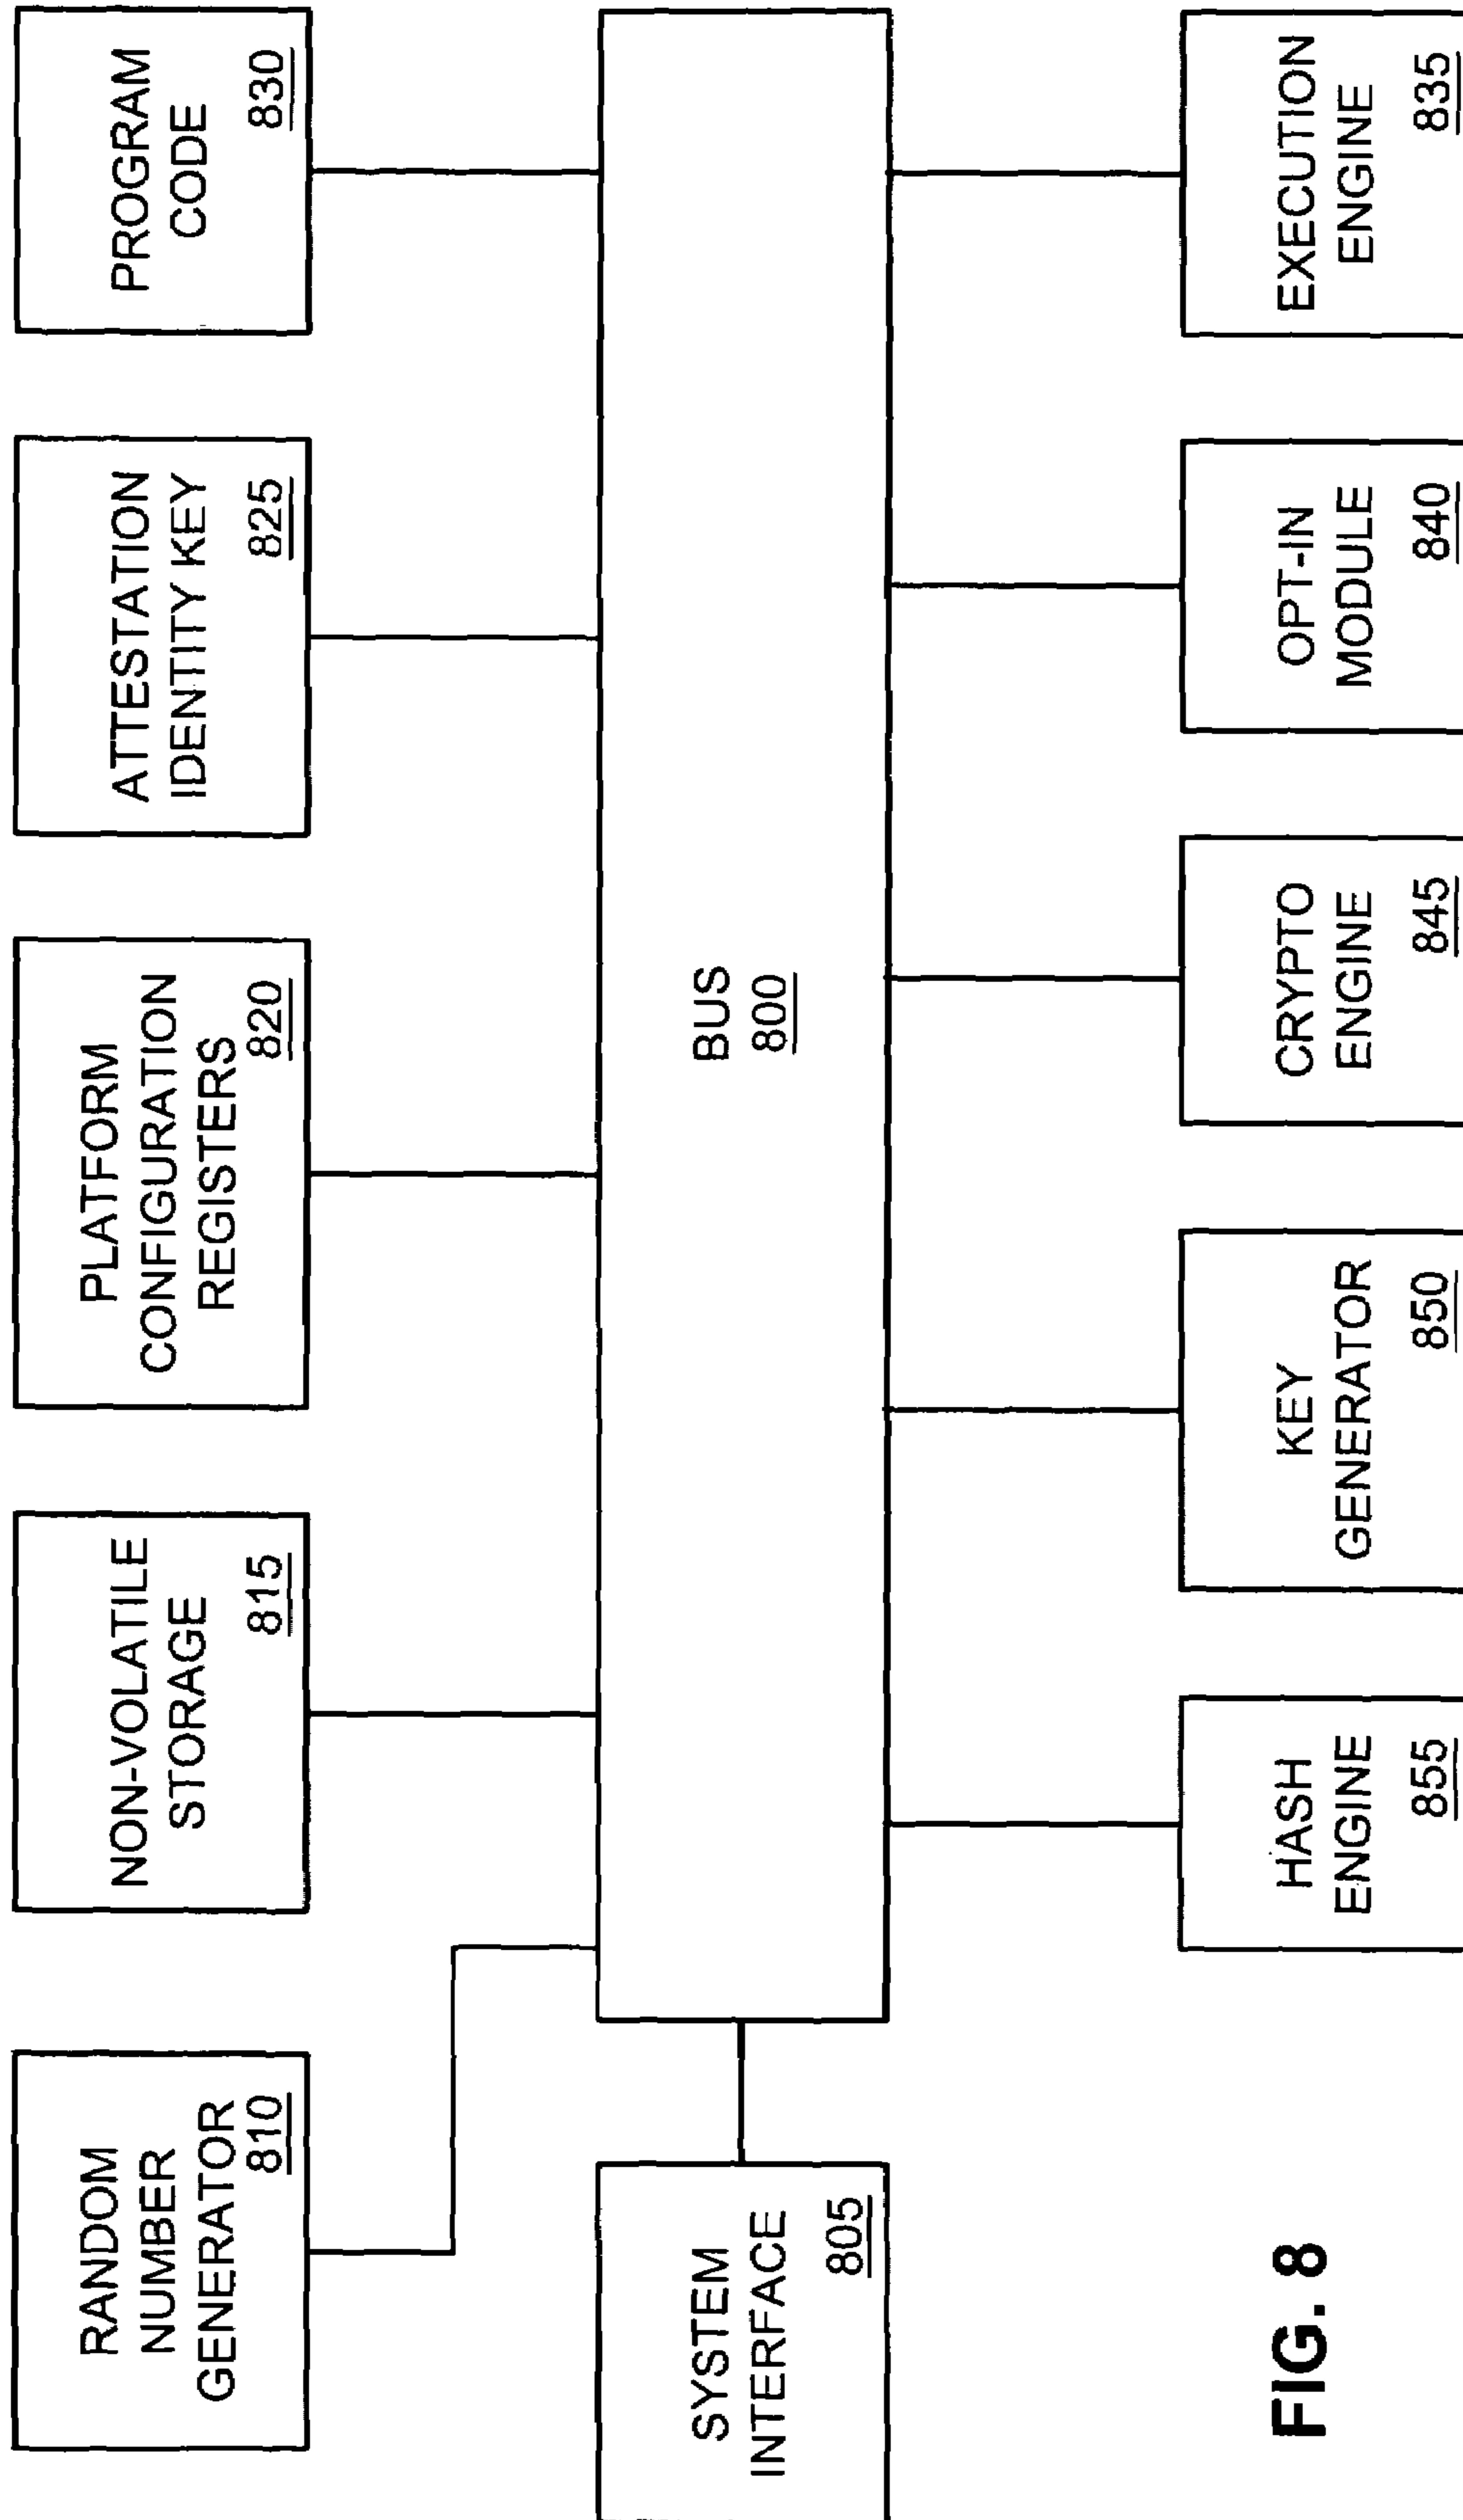 RANDOM
NUMBER
GENERATOR
810
NON-VOLATILE
STORAGE
815
PLATFORM
CONFIGURATION
REGISTERS
820
ATTESTATION
IDENTITY KEY
825
PROGRAM
CODE
830
SYSTEM
INTERFACE
805
BUS
800
HASH
ENGINE
855
KEY
GENERATOR
850
CRYPTO
ENGINE
845
OPT-IN
MODULE
840
EXECUTION
ENGINE
835
FIG. 8